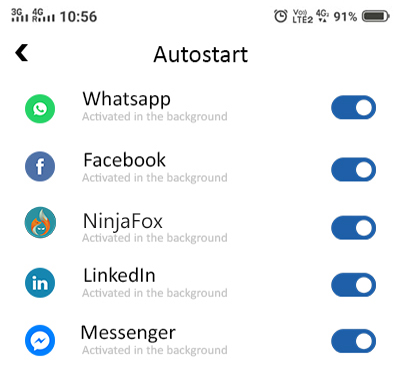 3G 4G R 10:56 Vo) LTE2 4G 91%
Autostart
Whatsapp
Activated in the background
Facebook
Activated in the background
NinjaFox
Activated in the background
LinkedIn
Activated in the background
Messenger
Activated in the background